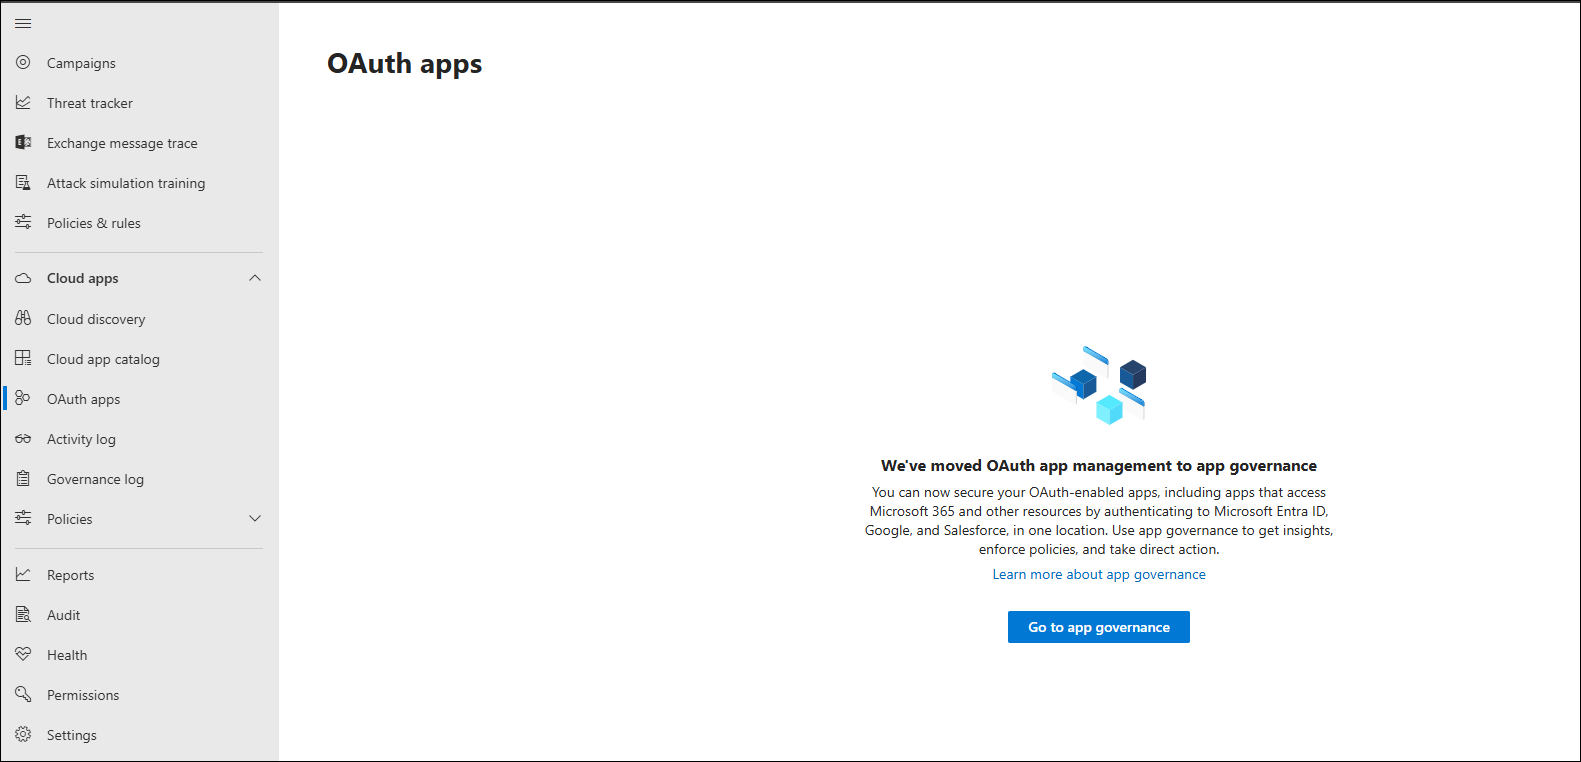 Campaigns
Threat tracker
Exchange message trace
Attack simulation training
Policies & rules
Cloud apps
Cloud discovery
Cloud app catalog
OAuth apps
Activity log
Governance log
Policies
Reports
Audit
Health
Permissions
Settings
OAuth apps
We've moved OAuth app management to app governance
You can now secure your OAuth-enabled apps, including apps that access
Microsoft 365 and other resources by authenticating to Microsoft Entra ID,
Google, and Salesforce, in one location. Use app governance to get insights,
enforce policies, and take direct action.
Learn more about app governance
Go to app governance